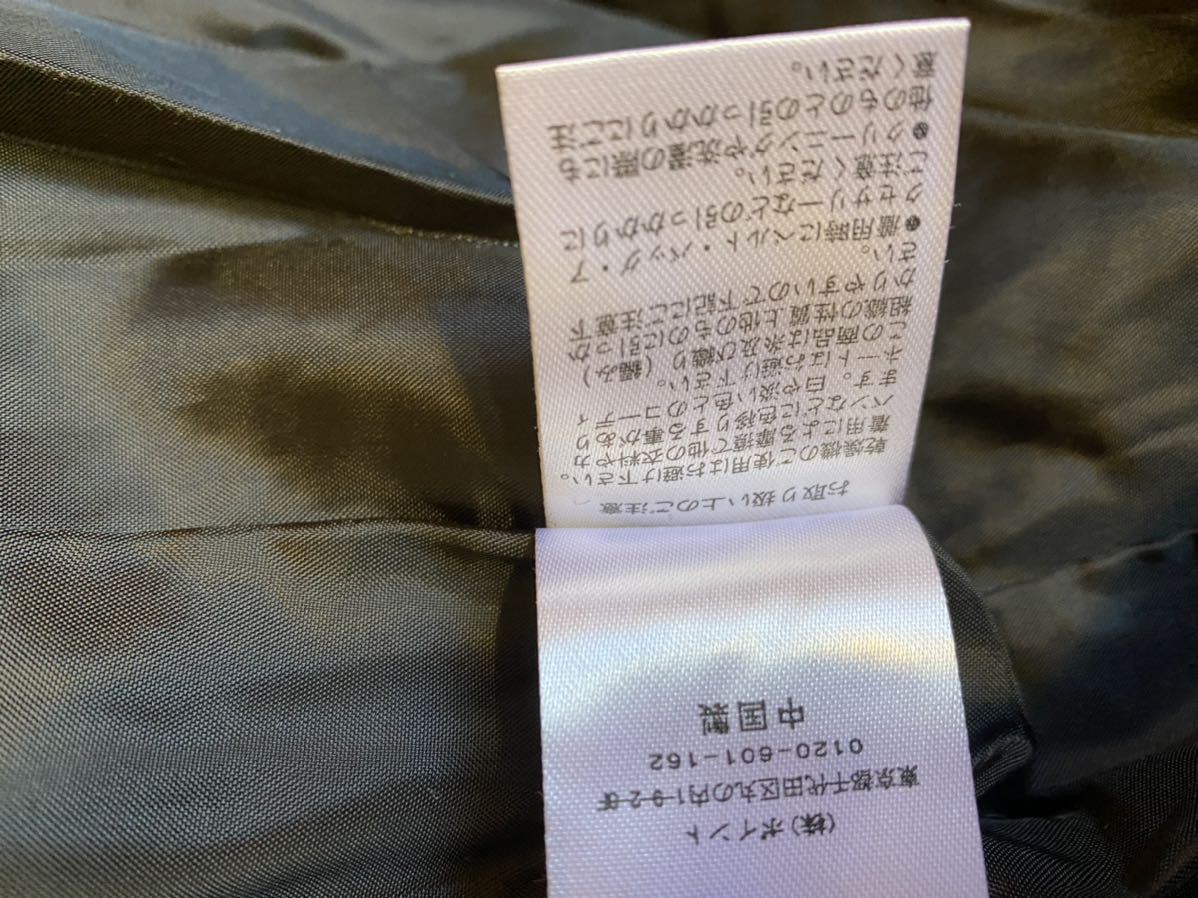 お取り扱い上のご注意
乾燥機のご使用はお避け下さい。
着用による摩擦で他の衣料やカ
バンなどに色移りする事があり
ます。白や淡い色とのコーディ
ネートはお避け下さい。
この商品は糸及び織り（編み）
組織の性質上他のものに引っか
かりやすいので下記にご注意下
さい。
●着用時にベルト・バッグ・ア
クセサリーなどの引っかかりに
ご注意ください。
●クリーニングや洗濯の際にも
他のものとの引っかかりにご注
意ください。
(株)ポイント
東京都千代田区丸の内1-9-2
0120-601-162
中国製